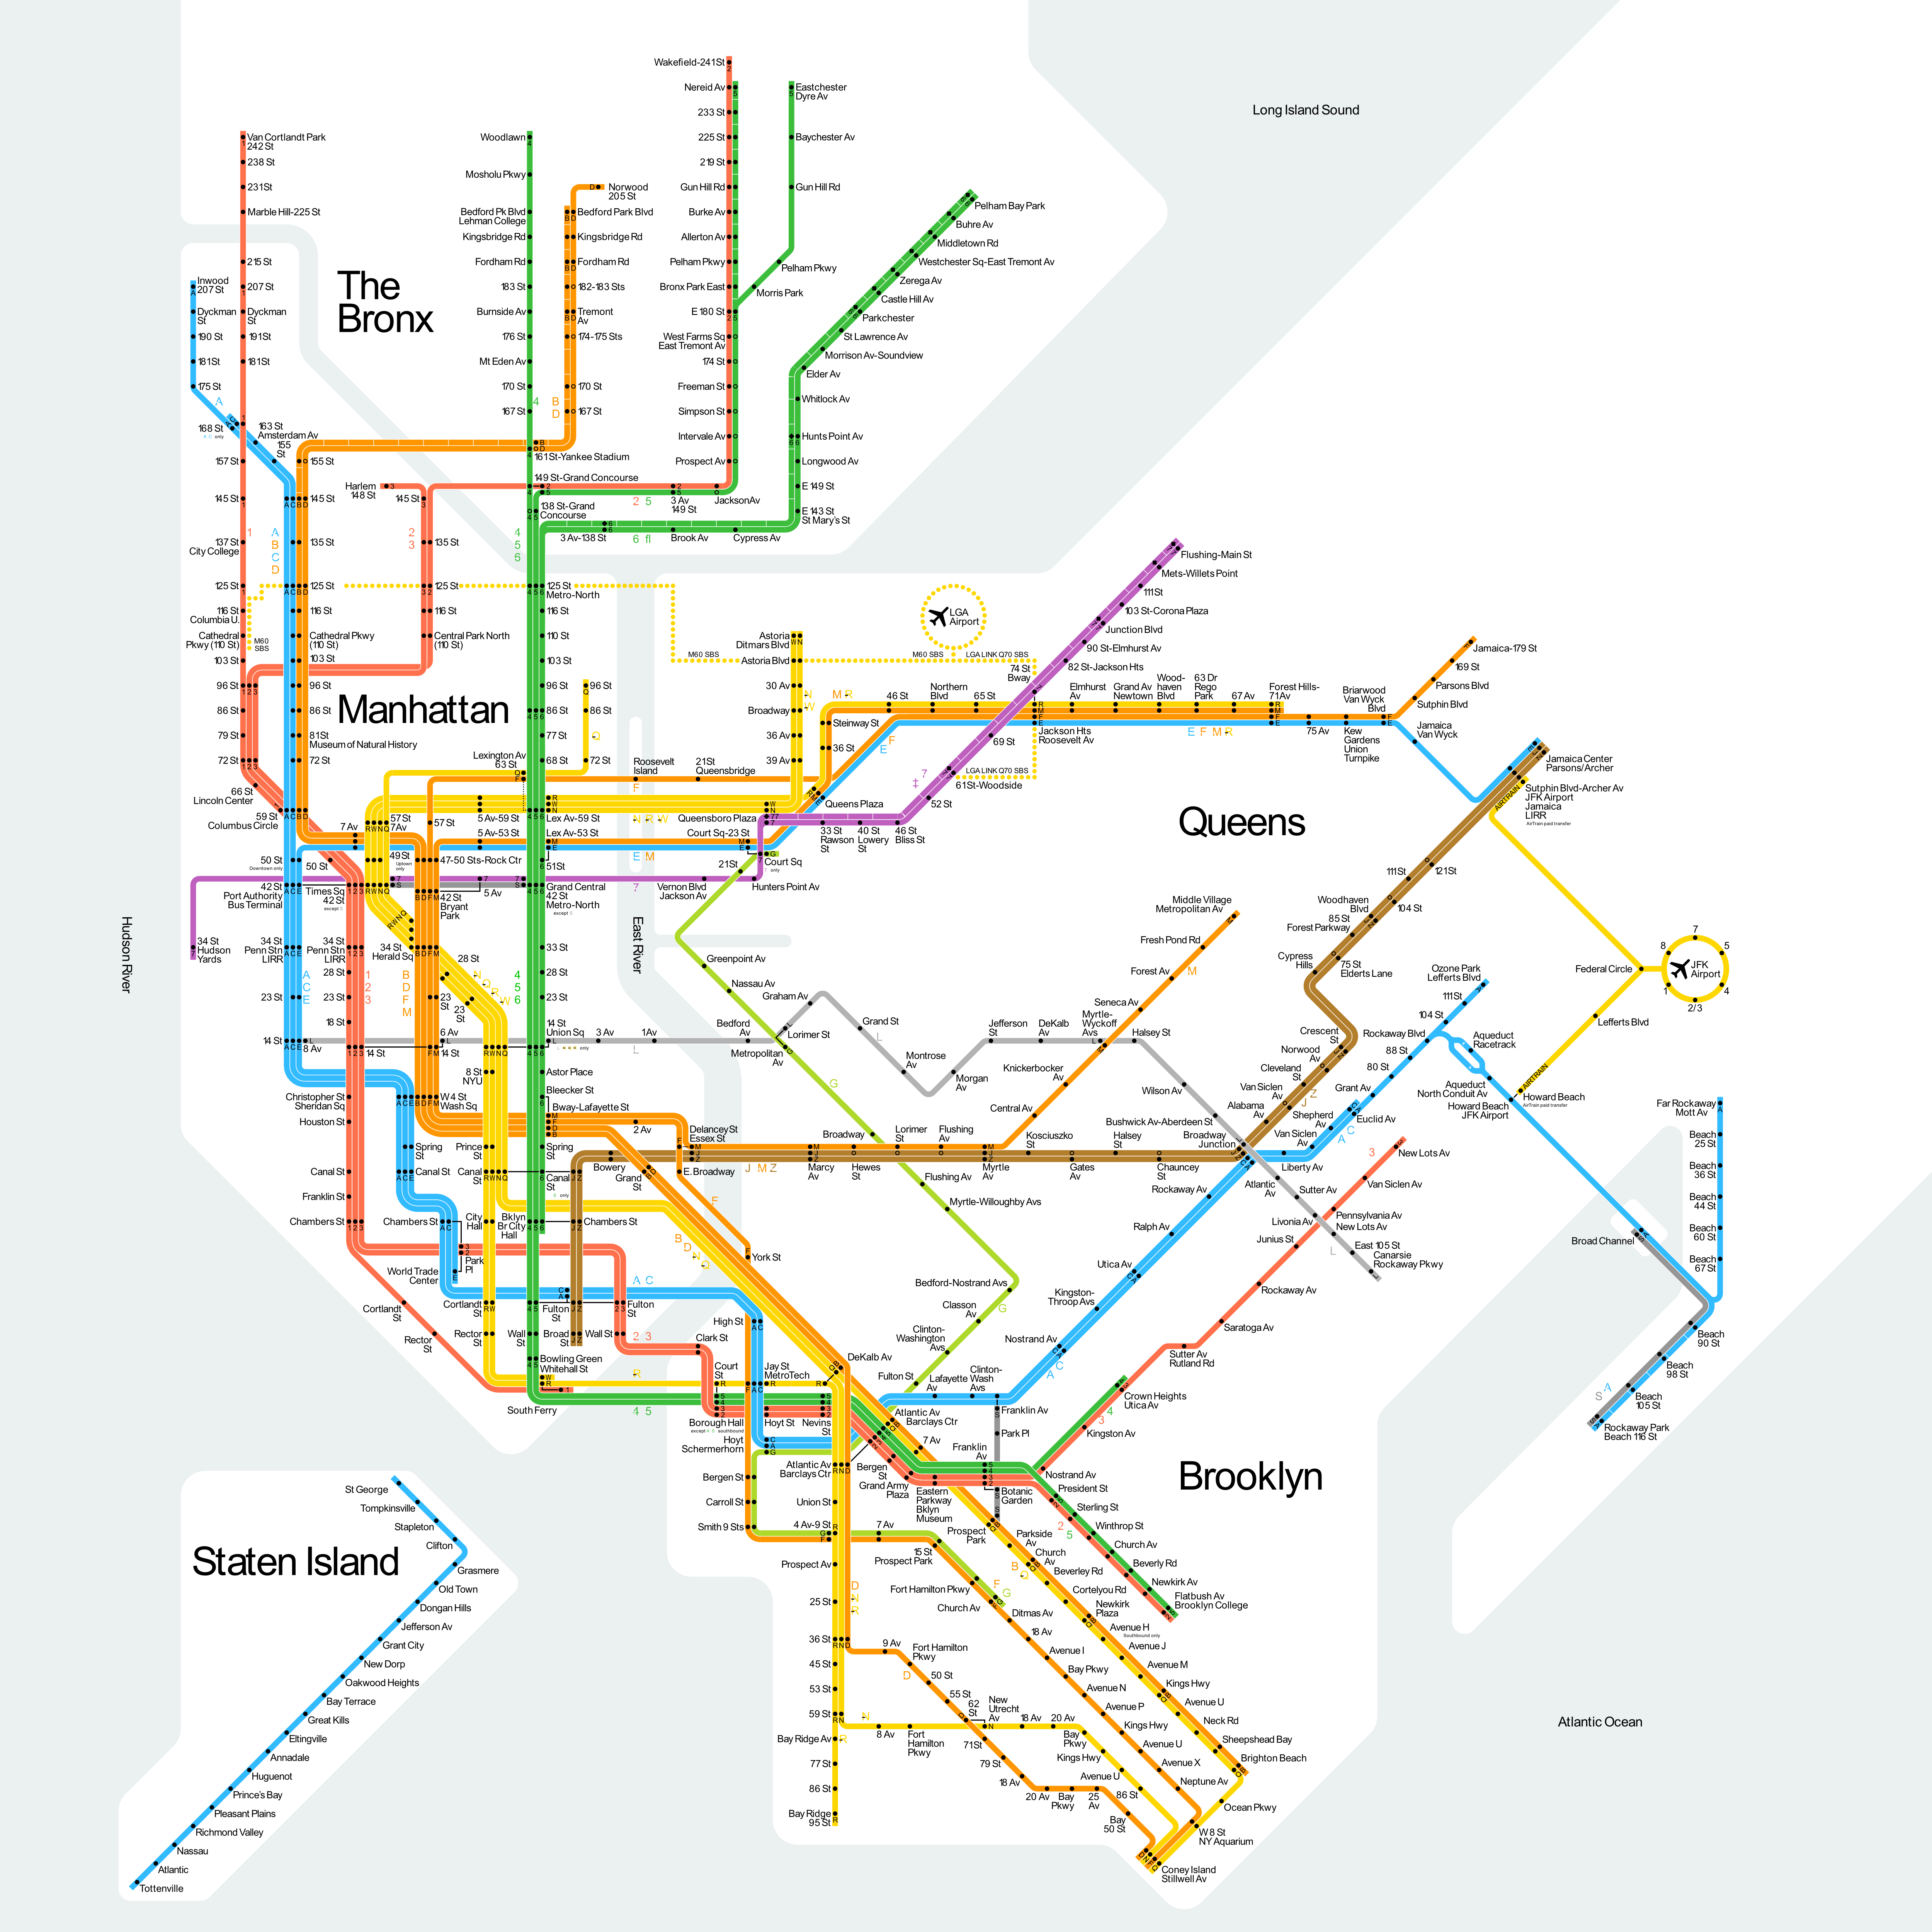 Long Island Sound
The
Bronx
Manhattan
Queens
Brooklyn
Staten Island
Hudson River
East River
Atlantic Ocean
Wakefield-241 St
Nereid Av
233 St
225 St
219 St
Gun Hill Rd
Burke Av
Allerton Av
Pelham Pkwy
Bronx Park East
E 180 St
West Farms Sq
East Tremont Av
174 St
Freeman St
Simpson St
Intervale Av
Prospect Av
Jackson Av
3 Av
149 St
149 St-Grand Concourse
Eastchester
Dyre Av
Baychester Av
Gun Hill Rd
Pelham Pkwy
Morris Park
Pelham Bay Park
Buhre Av
Middletown Rd
Westchester Sq-East Tremont Av
Zerega Av
Castle Hill Av
Parkchester
St Lawrence Av
Morrison Av-Soundview
Elder Av
Whitlock Av
Hunts Point Av
Longwood Av
E 149 St
E 143 St
St Mary's St
Cypress Av
Brook Av
3 Av-138 St
Woodlawn
Mosholu Pkwy
Bedford Pk Blvd
Lehman College
Kingsbridge Rd
Fordham Rd
183 St
Burnside Av
176 St
Mt Eden Av
170 St
167 St
161 St-Yankee Stadium
138 St-Grand
Concourse
Norwood
205 St
Bedford Park Blvd
Kingsbridge Rd
Fordham Rd
182-183 Sts
Tremont
Av
174-175 Sts
170 St
167 St
Van Cortlandt Park
242 St
238 St
231 St
Marble Hill-225 St
215 St
207 St
Dyckman
St
191 St
181 St
168 St
157 St
145 St
137 St
City College
125 St
116 St
Columbia U.
Cathedral
Pkwy (110 St)
103 St
96 St
86 St
79 St
72 St
66 St
Lincoln Center
59 St
Columbus Circle
50 St
Downtown only
50 St
Inwood
207 St
Dyckman
St
190 St
181 St
175 St
163 St
Amsterdam Av
155
St
155 St
145 St
135 St
125 St
116 St
Cathedral Pkwy
(110 St)
103 St
96 St
86 St
81 St
Museum of Natural History
72 St
Harlem
148 St
145 St
135 St
125 St
116 St
Central Park North
(110 St)
M60
SBS
M60 SBS
M60 SBS
LGA LINK Q70 SBS
LGA LINK Q70 SBS
LGA
Airport
125 St
Metro-North
116 St
110 St
103 St
96 St
86 St
77 St
68 St
96 St
86 St
72 St
Lexington Av
63 St
Roosevelt
Island
21 St
Queensbridge
5 Av-59 St
Lex Av-59 St
5 Av-53 St
Lex Av-53 St
57 St
7 Av
57 St
7 Av
49 St
Uptown
only
47-50 Sts-Rock Ctr
51 St
42 St
Port Authority
Bus Terminal
Times Sq
42 St
42 St
Bryant
Park
5 Av
Grand Central
42 St
Metro-North
34 St
Hudson
Yards
34 St
Penn Stn
LIRR
34 St
Penn Stn
LIRR
34 St
Herald Sq
33 St
28 St
28 St
28 St
23 St
23 St
23
St
23
St
23 St
18 St
14 St
8 Av
14 St
6 Av
14 St
14 St
Union Sq
3 Av
1 Av
8 St
NYU
Astor Place
Christopher St
Sheridan Sq
W 4 St
Wash Sq
Bleecker St
Bway-Lafayette St
2 Av
Houston St
Spring
St
Prince
St
Spring
St
Bowery
Grand
St
Delancey St
Essex St
E. Broadway
Canal St
Canal St
Canal
St
Canal
St
Franklin St
Chambers St
Chambers St
City
Hall
Bklyn
Br City
Hall
Chambers St
World Trade
Center
Park
Pl
Cortlandt
St
Cortlandt
St
Fulton
St
Fulton
St
Rector
St
Rector
St
Wall
St
Broad
St
Wall St
Bowling Green
Whitehall St
South Ferry
Astoria
Ditmars Blvd
Astoria Blvd
30 Av
Broadway
36 Av
39 Av
Steinway St
36 St
Queens Plaza
Queensboro Plaza
Court Sq-23 St
Court Sq
21 St
Vernon Blvd
Jackson Av
Hunters Point Av
33 St
Rawson
St
40 St
Lowery
St
46 St
Bliss St
52 St
61 St-Woodside
69 St
74 St
Bway
82 St-Jackson Hts
90 St-Elmhurst Av
Junction Blvd
103 St-Corona Plaza
111 St
Mets-Willets Point
Flushing-Main St
46 St
Northern
Blvd
65 St
Jackson Hts
Roosevelt Av
Elmhurst
Av
Grand Av
Newtown
Wood-
haven
Blvd
63 Dr
Rego
Park
67 Av
Forest Hills-
71 Av
75 Av
Kew
Gardens
Union
Turnpike
Briarwood
Van Wyck
Blvd
Sutphin Blvd
Parsons Blvd
169 St
Jamaica-179 St
Jamaica
Van Wyck
Jamaica Center
Parsons/Archer
Sutphin Blvd-Archer Av
JFK Airport
Jamaica
LIRR
AirTrain paid transfer
AIRTRAIN
121 St
111 St
104 St
Woodhaven
Blvd
85 St
Forest Parkway
75 St
Elderts Lane
Cypress
Hills
Crescent
St
Norwood
Av
Cleveland
St
Van Siclen
Av
Shepherd
Av
Alabama
Av
Broadway
Junction
Federal Circle
Lefferts Blvd
JFK
Airport
7
8
5
1
4
2/3
AIRTRAIN
Howard Beach
JFK Airport
AirTrain paid transfer
Ozone Park
Lefferts Blvd
111 St
104 St
Rockaway Blvd
88 St
80 St
Grant Av
Euclid Av
Van Siclen
Av
Liberty Av
Aqueduct
Racetrack
Aqueduct
North Conduit Av
Broad Channel
Far Rockaway
Mott Av
Beach
25 St
Beach
36 St
Beach
44 St
Beach
60 St
Beach
67 St
Beach
90 St
Beach
98 St
Beach
105 St
Rockaway Park
Beach 116 St
Middle Village
Metropolitan Av
Fresh Pond Rd
Forest Av
Seneca Av
Myrtle-
Wyckoff
Avs
Knickerbocker
Av
Central Av
Greenpoint Av
Nassau Av
Graham Av
Bedford
Av
Lorimer St
Metropolitan
Av
Grand St
Montrose
Av
Morgan
Av
Jefferson
St
DeKalb
Av
Halsey St
Wilson Av
Bushwick Av-Aberdeen St
Atlantic
Av
Sutter Av
Livonia Av
New Lots Av
East 105 St
Canarsie
Rockaway Pkwy
Marcy
Av
Hewes
St
Lorimer
St
Flushing
Av
Myrtle
Av
Kosciuszko
St
Gates
Av
Halsey
St
Chauncey
St
Broadway
Flushing Av
Myrtle-Willoughby Avs
Bedford-Nostrand Avs
Classon
Av
Clinton-
Washington
Avs
Fulton St
Rockaway Av
Ralph Av
Utica Av
Kingston-
Throop Avs
Nostrand Av
Franklin Av
Clinton-
Wash
Avs
Lafayette
Av
New Lots Av
Van Siclen Av
Pennsylvania Av
Junius St
Rockaway Av
Saratoga Av
Sutter Av
Rutland Rd
Crown Heights
Utica Av
Kingston Av
Nostrand Av
President St
Sterling St
Winthrop St
Church Av
Beverly Rd
Newkirk Av
Flatbush Av
Brooklyn College
York St
High St
Clark St
Court
St
Jay St
MetroTech
DeKalb Av
Borough Hall
Hoyt St
Nevins
St
Hoyt
Schermerhorn
Atlantic Av
Barclays Ctr
Atlantic Av
Barclays Ctr
Bergen
St
Grand Army
Plaza
Eastern
Parkway
Bklyn
Museum
7 Av
Franklin
Av
Park Pl
Botanic
Garden
Prospect
Park
Parkside
Av
Church
Av
Beverley Rd
Cortelyou Rd
Newkirk
Plaza
Avenue H
Southbound only
Avenue J
Avenue M
Kings Hwy
Avenue U
Neck Rd
Sheepshead Bay
Brighton Beach
Ocean Pkwy
W 8 St
NY Aquarium
Coney Island
Stillwell Av
Bergen St
Carroll St
Smith 9 Sts
4 Av-9 St
7 Av
15 St
Prospect Park
Fort Hamilton Pkwy
Church Av
Ditmas Av
18 Av
Avenue I
Bay Pkwy
Avenue N
Avenue P
Kings Hwy
Avenue U
Avenue X
Neptune Av
Union St
Prospect Av
25 St
36 St
45 St
53 St
59 St
Bay Ridge Av
77 St
86 St
Bay Ridge
95 St
9 Av
Fort Hamilton
Pkwy
50 St
55 St
62
St
71 St
79 St
18 Av
20 Av
Bay
Pkwy
25
Av
Bay
50 St
8 Av
Fort
Hamilton
Pkwy
New
Utrecht
Av
18 Av
20 Av
Bay
Pkwy
Kings Hwy
Avenue U
86 St
St George
Tompkinsville
Stapleton
Clifton
Grasmere
Old Town
Dongan Hills
Jefferson Av
Grant City
New Dorp
Oakwood Heights
Bay Terrace
Great Kills
Eltingville
Annadale
Huguenot
Prince's Bay
Pleasant Plains
Richmond Valley
Nassau
Atlantic
Tottenville